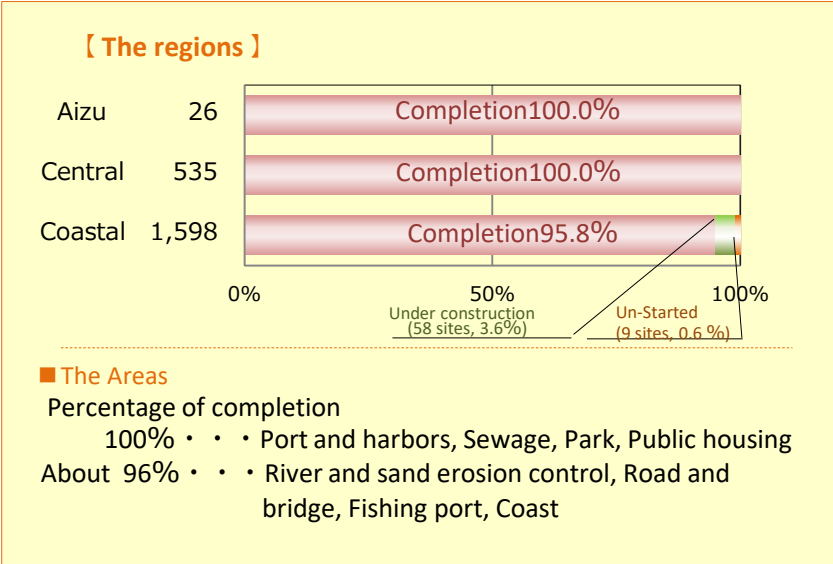 【 The regions 】
Aizu 26 Completion100.0%
Central 535 Completion100.0%
Coastal 1,598 Completion95.8%
0% 50% 100%
Under construction
(58 sites, 3.6%)
Un-Started
(9 sites, 0.6 %)
■ The Areas
Percentage of completion
100%・・・Port and harbors, Sewage, Park, Public housing
About 96%・・・River and sand erosion control, Road and
bridge, Fishing port, Coast